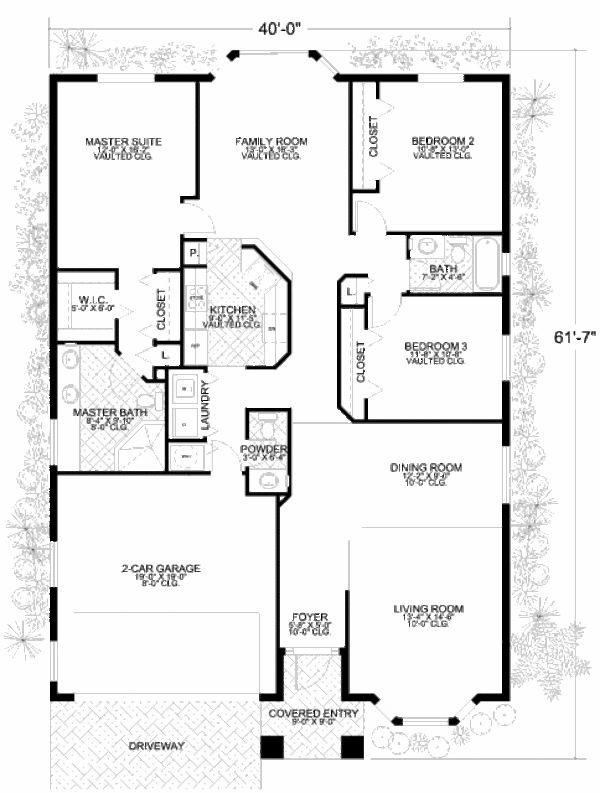 40'-0"
MASTER SUITE
12'-0" X 16'-2"
VAULTED CLG.
FAMILY ROOM
13'-0" X 16'-3"
VAULTED CLG.
CLOSET
BEDROOM 2
10'-8" X 13'-0"
VAULTED CLG.
P.
BATH
7'-2" X 4'-6"
W.I.C.
5'-0" X 6'-0"
CLOSET
L.
KITCHEN
9'-0" X 11'-5"
VAULTED CLG.
REF
61'-7"
L.
CLOSET
BEDROOM 3
11'-6" X 10'-8"
VAULTED CLG.
MASTER BATH
8'-4" X 9'-10"
8'-0" CLG.
LAUNDRY
POWDER
3'-0" X 6'-4"
DINING ROOM
12'-2" X 9'-0"
10'-0" CLG.
2-CAR GARAGE
19'-0" X 19'-0"
8'-0" CLG.
FOYER
5'-8" X 5'-0"
10'-0" CLG.
LIVING ROOM
13'-4" X 14'-6"
10'-0" CLG.
COVERED ENTRY
9'-0" X 9'-0"
DRIVEWAY